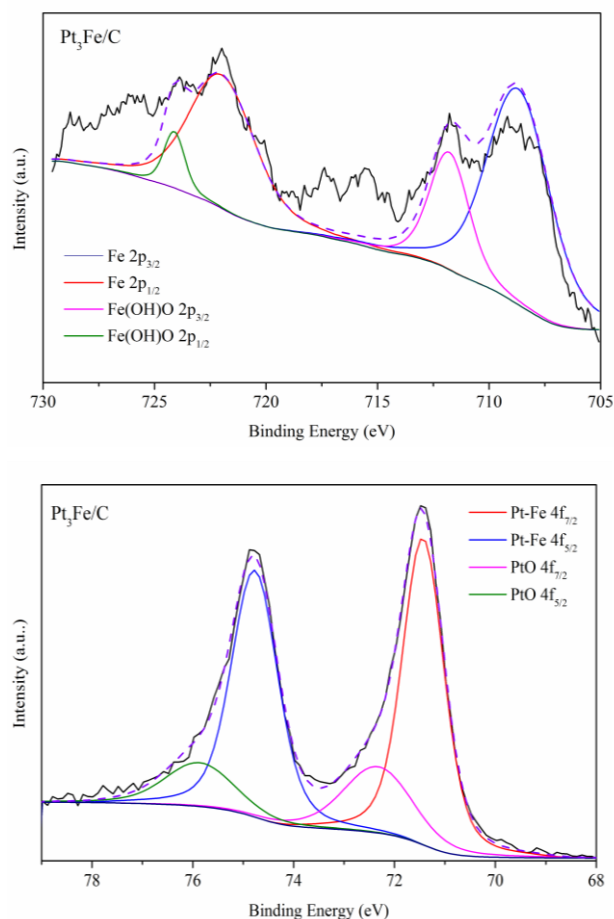 Pt₃Fe/C
Intensity (a.u.)
Fe 2p₃/₂
Fe 2p₁/₂
Fe(OH)O 2p₃/₂
Fe(OH)O 2p₁/₂
730 725 720 715 710 705
Binding Energy (eV)
Pt₃Fe/C
Intensity (a.u..)
Pt-Fe 4f₇/₂
Pt-Fe 4f₅/₂
PtO 4f₇/₂
PtO 4f₅/₂
78 76 74 72 70 68
Binding Energy (eV)